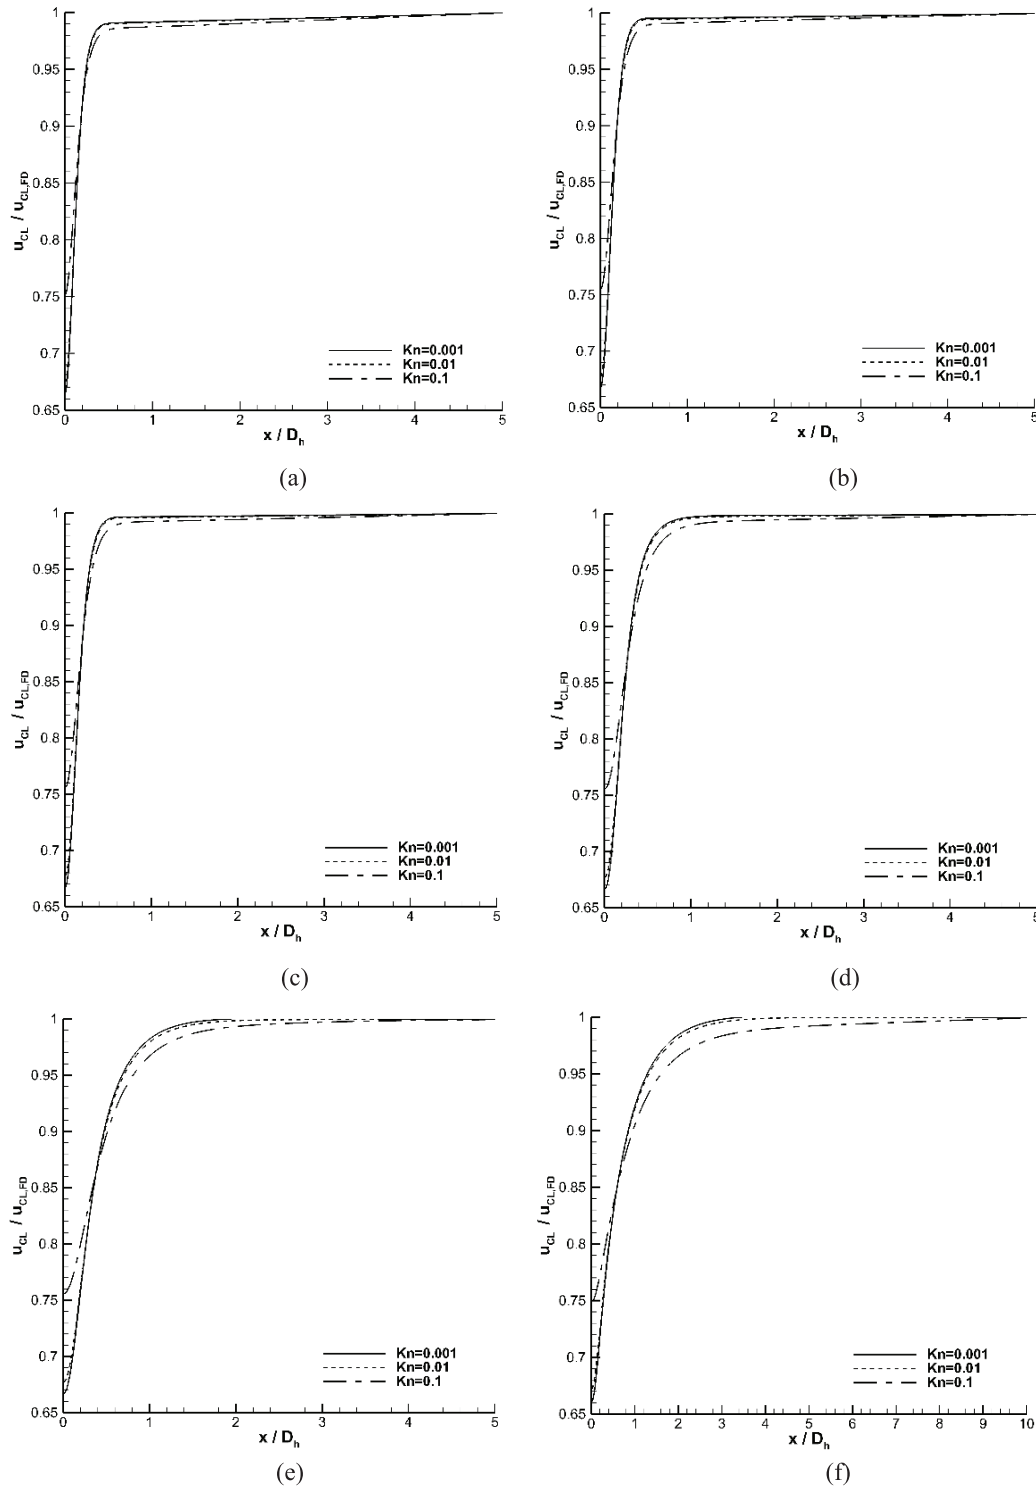 1
0.95
0.9
0.85
0.8
0.75
0.7
0.65
u_CL / u_CL,FD
Kn=0.001
Kn=0.01
Kn=0.1
0 1 2 3 4 5
x / D_h
(a)
1
0.95
0.9
0.85
0.8
0.75
0.7
0.65
u_CL / u_CL,FD
Kn=0.001
Kn=0.01
Kn=0.1
0 1 2 3 4 5
x / D_h
(b)
1
0.95
0.9
0.85
0.8
0.75
0.7
0.65
u_CL / u_CL,FD
Kn=0.001
Kn=0.01
Kn=0.1
0 1 2 3 4 5
x / D_h
(c)
1
0.95
0.9
0.85
0.8
0.75
0.7
0.65
u_CL / u_CL,FD
Kn=0.001
Kn=0.01
Kn=0.1
0 1 2 3 4 5
x / D_h
(d)
1
0.95
0.9
0.85
0.8
0.75
0.7
0.65
u_CL / u_CL,FD
Kn=0.001
Kn=0.01
Kn=0.1
0 1 2 3 4 5
x / D_h
(e)
1
0.95
0.9
0.85
0.8
0.75
0.7
0.65
u_CL / u_CL,FD
Kn=0.001
Kn=0.01
Kn=0.1
0 1 2 3 4 5 6 7 8 9 10
x / D_h
(f)